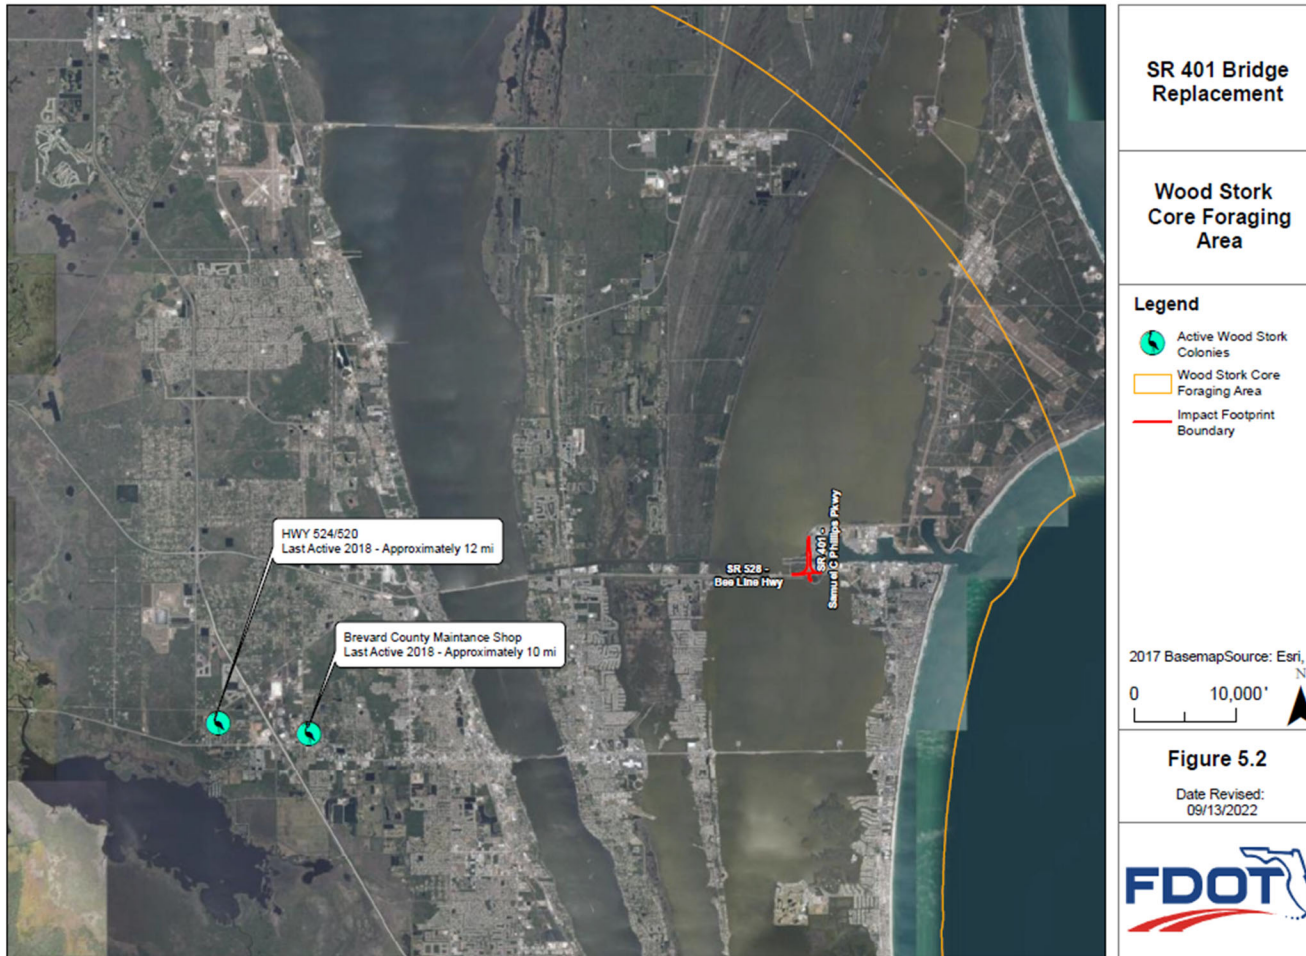 HWY 524/520
Last Active 2018 - Approximately 12 mi
Brevard County Maintance Shop
Last Active 2018 - Approximately 10 mi
SR 528 -
Bee Line Hwy
SR 401 -
Samuel C Phillips Pkwy
SR 401 Bridge
Replacement
Wood Stork
Core Foraging
Area
Legend
Active Wood Stork
Colonies
Wood Stork Core
Foraging Area
Impact Footprint
Boundary
2017 BasemapSource: Esri,
N
0 10,000'
Figure 5.2
Date Revised:
09/13/2022
FDOT